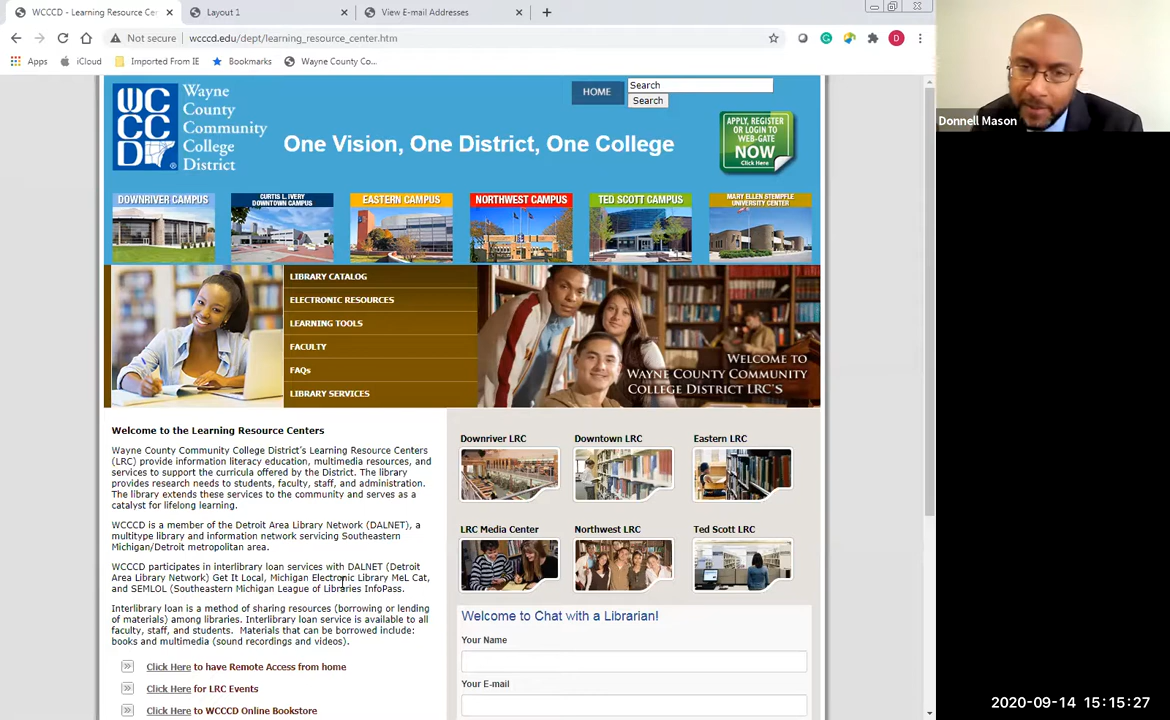 WCCCD - Learning Resource Cen
Layout 1
View E-mail Addresses
Not secure
wcccd.edu/dept/learning_resource_center.htm
D
Apps
iCloud
Imported From IE
Bookmarks
Wayne County Co...
Donnell Mason
WC
CC
D
Wayne
County
Community
College
District
HOME
Search
Search
One Vision, One District, One College
APPLY, REGISTER
OR LOGIN TO
WEB-GATE
NOW
Click Here
DOWNRIVER CAMPUS
CURTIS L. IVERY
DOWNTOWN CAMPUS
EASTERN CAMPUS
NORTHWEST CAMPUS
TED SCOTT CAMPUS
MARY ELLEN STEMPFLE
UNIVERSITY CENTER
LIBRARY CATALOG
ELECTRONIC RESOURCES
LEARNING TOOLS
FACULTY
FAQs
LIBRARY SERVICES
WELCOME TO
WAYNE COUNTY COMMUNITY
COLLEGE DISTRICT LRC'S
Welcome to the Learning Resource Centers
Wayne County Community College District's Learning Resource Centers
(LRC) provide information literacy education, multimedia resources, and
services to support the curricula offered by the District. The library
provides research needs to students, faculty, staff, and administration.
The library extends these services to the community and serves as a
catalyst for lifelong learning.
WCCCD is a member of the Detroit Area Library Network (DALNET), a
multitype library and information network servicing Southeastern
Michigan/Detroit metropolitan area.
WCCCD participates in interlibrary loan services with DALNET (Detroit
Area Library Network) Get It Local, Michigan Electronic Library MeL Cat,
and SEMLOL (Southeastern Michigan League of Libraries InfoPass.
Interlibrary loan is a method of sharing resources (borrowing or lending
of materials) among libraries. Interlibrary loan service is available to all
faculty, staff, and students. Materials that can be borrowed include:
books and multimedia (sound recordings and videos).
Click Here to have Remote Access from home
Click Here for LRC Events
Click Here to WCCCD Online Bookstore
Downriver LRC
Downtown LRC
Eastern LRC
LRC Media Center
Northwest LRC
Ted Scott LRC
Welcome to Chat with a Librarian!
Your Name
Your E-mail
2020-09-14 15:15:27